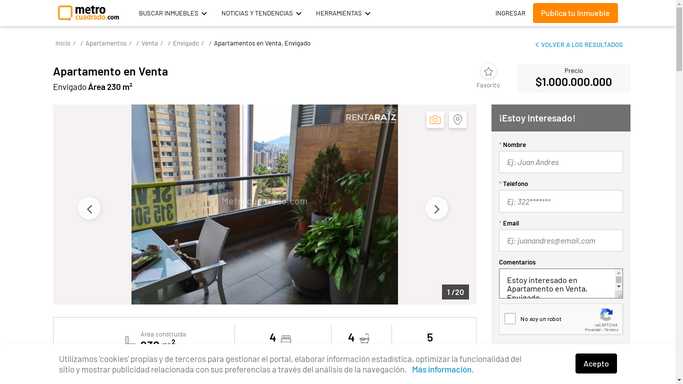 metro
cuadrado.com
BUSCAR INMUEBLES
NOTICIAS Y TENDENCIAS
HERRAMIENTAS
INGRESAR
Publica tu Inmueble
Inicio / / Apartamentos / / Venta / / Envigado / / Apartamentos en Venta, Envigado
VOLVER A LOS RESULTADOS
Apartamento en Venta
Envigado Área 230 m²
Favorito
Precio
$1.000.000.000
RENTARAÍZ
Metrocuadrado.com
1 / 20
¡Estoy Interesado!
* Nombre
Ej: Juan Andres
* Teléfono
Ej: 322*******
* Email
Ej: juanandres@email.com
Comentarios
Estoy interesado en
Apartamento en Venta,
Envigado
No soy un robot
reCAPTCHA
Privacidad - Términos
Área construida
230 m²
4
4
5
Utilizamos 'cookies' propias y de terceros para gestionar el portal, elaborar información estadística, optimizar la funcionalidad del
sitio y mostrar publicidad relacionada con sus preferencias a través del análisis de la navegación. Más información.
Acepto